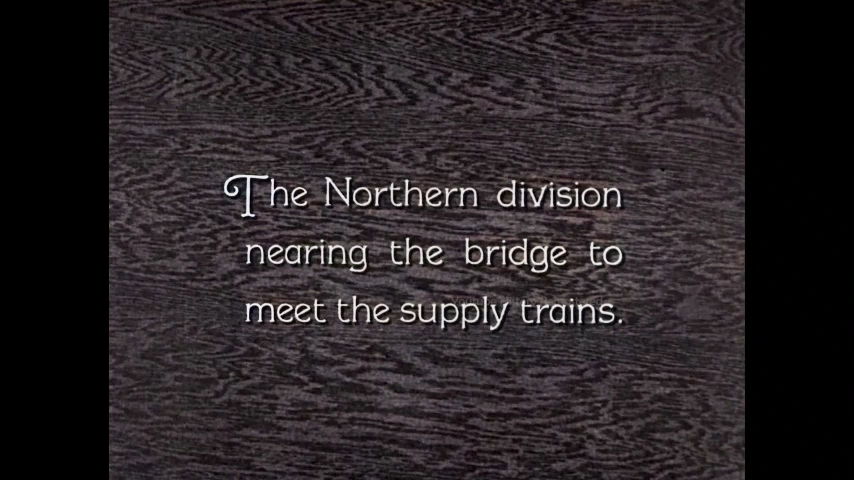 The Northern division
nearing the bridge to
meet the supply trains.